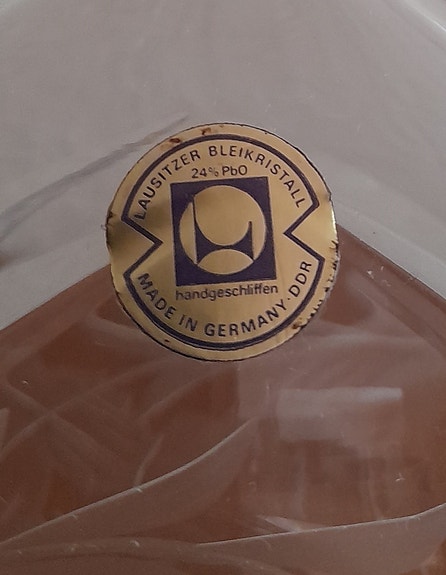 LAUSITZER BLEIKRISTALL
24% PbO
handgeschliffen
MADE IN GERMANY·DDR